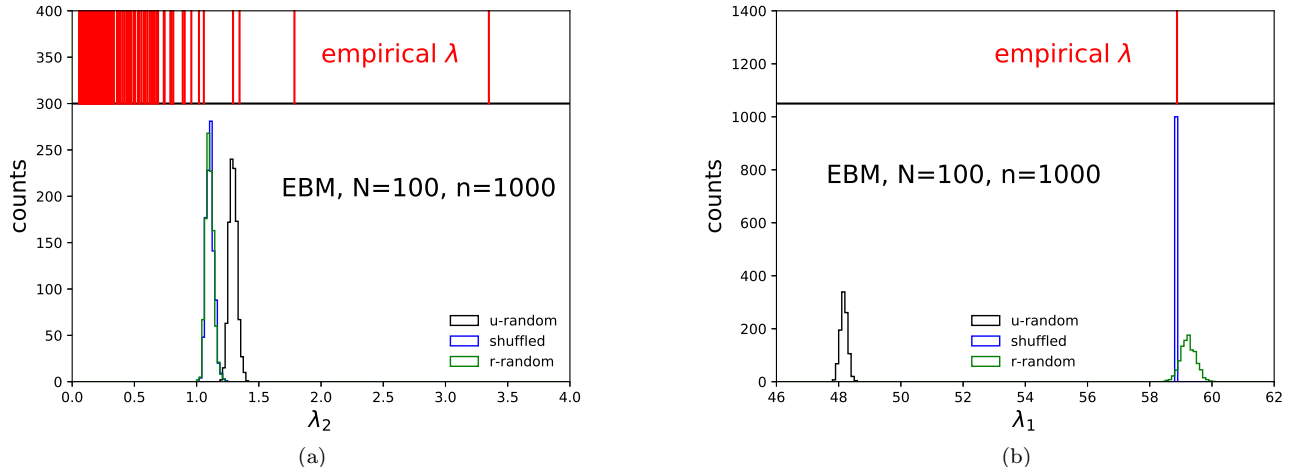 400
350
300
250
200
150
100
50
0
counts
empirical λ
EBM, N=100, n=1000
u-random
shuffled
r-random
0.0 0.5 1.0 1.5 2.0 2.5 3.0 3.5 4.0
λ2
(a)
1400
1200
1000
800
600
400
200
0
counts
empirical λ
EBM, N=100, n=1000
u-random
shuffled
r-random
46 48 50 52 54 56 58 60 62
λ1
(b)